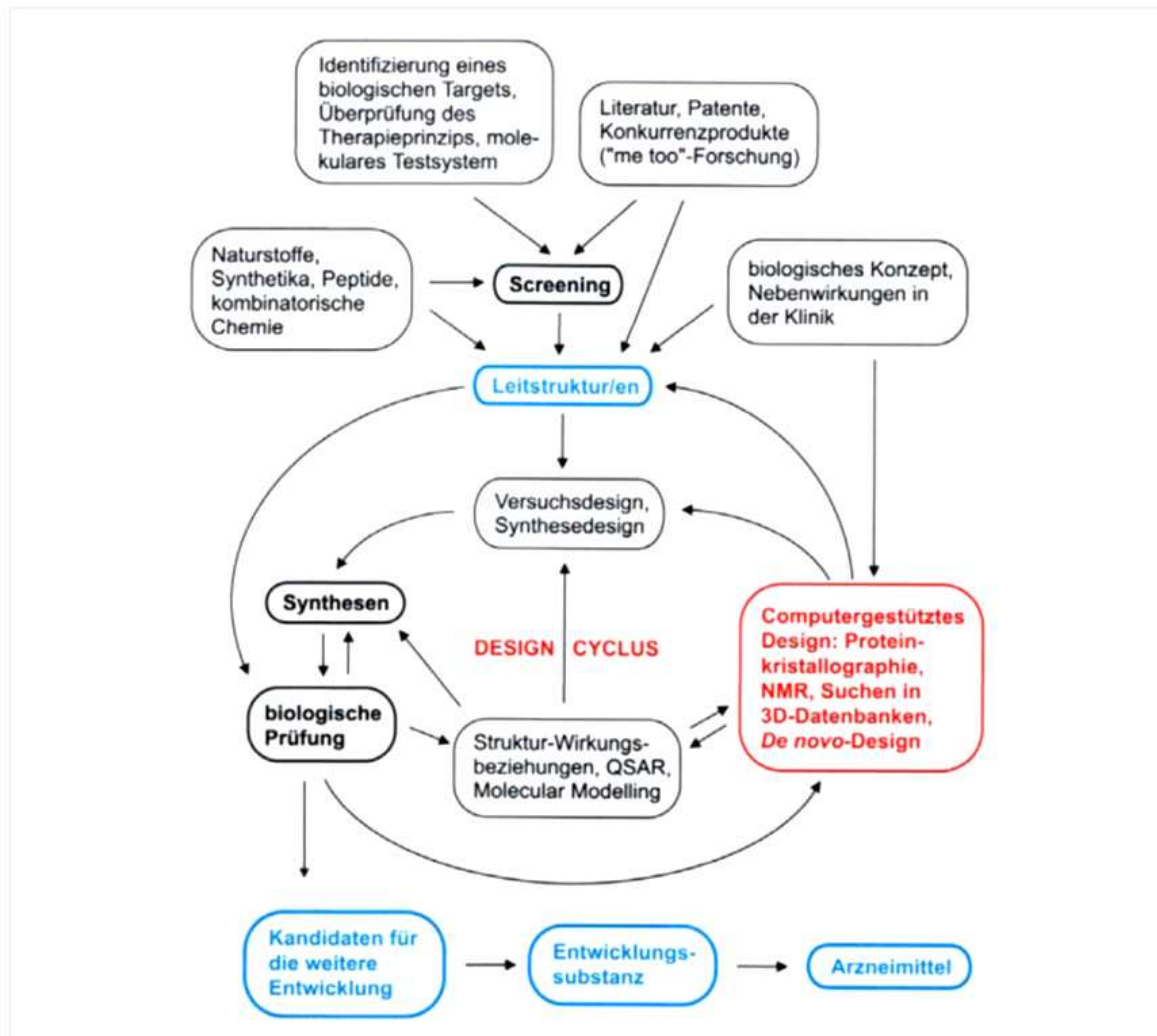 Identifizierung eines
biologischen Targets,
Überprüfung des
Therapieprinzips, mole-
kulares Testsystem
Literatur, Patente,
Konkurrenzprodukte
("me too"-Forschung)
Naturstoffe,
Synthetika, Peptide,
kombinatorische
Chemie
Screening
biologisches Konzept,
Nebenwirkungen in
der Klinik
Leitstruktur/en
Versuchsdesign,
Synthesedesign
Synthesen
DESIGN CYCLUS
Computergestütztes
Design: Protein-
kristallographie,
NMR, Suchen in
3D-Datenbanken,
De novo-Design
biologische
Prüfung
Struktur-Wirkungs-
beziehungen, QSAR,
Molecular Modelling
Kandidaten für
die weitere
Entwicklung
Entwicklungs-
substanz
Arzneimittel